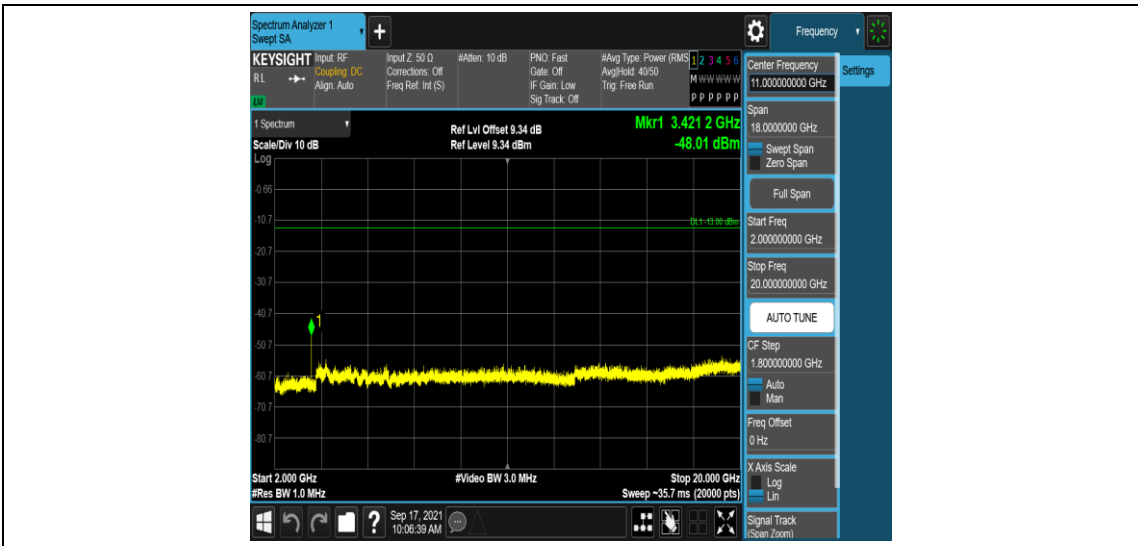 Spectrum Analyzer 1
Swept SA
+
Frequency
KEYSIGHT
RL
LXI
Input: RF
Coupling: DC
Align: Auto
Input Z: 50 Ω
Corrections: Off
Freq Ref: Int (S)
#Atten: 10 dB
PNO: Fast
Gate: Off
IF Gain: Low
Sig Track: Off
#Avg Type: Power (RMS
Avg|Hold: 40/50
Trig: Free Run
1 2 3 4 5 6
M W W W W W
P P P P P P
Center Frequency
11.000000000 GHz
Settings
1 Spectrum
Scale/Div 10 dB
Ref Lvl Offset 9.34 dB
Ref Level 9.34 dBm
Mkr1 3.421 2 GHz
-48.01 dBm
Log
-0.66
-10.7
-20.7
-30.7
-40.7
-50.7
-60.7
-70.7
-80.7
DL1 -13.00 dBm
1
Start 2.000 GHz
#Res BW 1.0 MHz
#Video BW 3.0 MHz
Stop 20.000 GHz
Sweep ~35.7 ms (20000 pts)
Span
18.0000000 GHz
Swept Span
Zero Span
Full Span
Start Freq
2.000000000 GHz
Stop Freq
20.000000000 GHz
AUTO TUNE
CF Step
1.800000000 GHz
Auto
Man
Freq Offset
0 Hz
X Axis Scale
Log
Lin
Signal Track
(Span Zoom)
?
Sep 17, 2021
10:06:39 AM